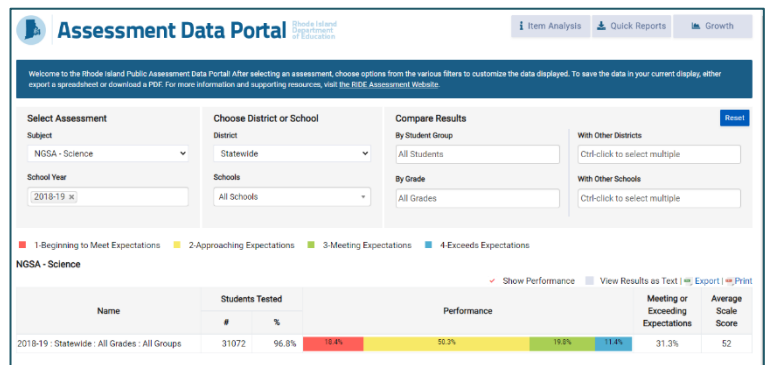 Assessment Data Portal
Rhode Island
Department
of Education
Item Analysis
Quick Reports
Growth
Welcome to the Rhode Island Public Assessment Data Portal! After selecting an assessment, choose options from the various filters to customize the data displayed. To save the data in your current display, either
export a spreadsheet or download a PDF. For more information and supporting resources, visit the RIDE Assessment Website.
Select Assessment
Subject
NGSA - Science
School Year
2018-19 ×
Choose District or School
District
Statewide
Schools
All Schools
Compare Results
Reset
By Student Group
All Students
By Grade
All Grades
With Other Districts
Ctrl-click to select multiple
With Other Schools
Ctrl-click to select multiple
1-Beginning to Meet Expectations 2-Approaching Expectations 3-Meeting Expectations 4-Exceeds Expectations
NGSA - Science
Show Performance View Results as Text | Export | Print
Name
Students Tested
#
%
Performance
Meeting or
Exceeding
Expectations
Average
Scale
Score
2018-19 : Statewide : All Grades : All Groups 31072 96.8% 18.4% 50.3% 19.8% 11.4% 31.3% 52